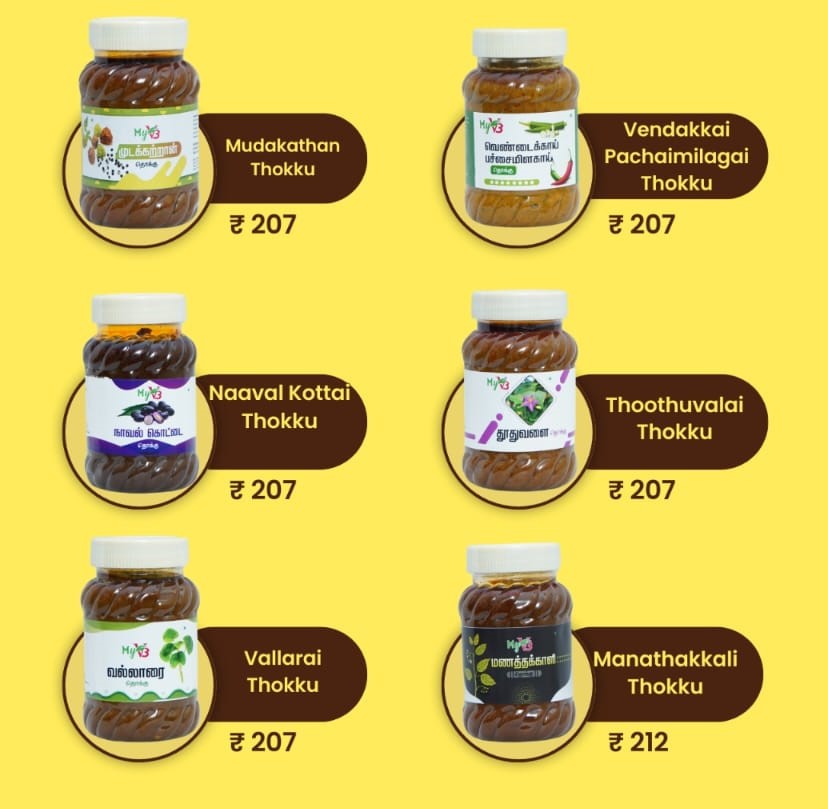 My V3
முடக்கற்றான்
தொக்கு
Mudakathan
Thokku
₹ 207
My V3
வெண்டைக்காய்
பச்சைமிளகாய்
தொக்கு
Vendakkai
Pachaimilagai
Thokku
₹ 207
My V3
நாவல் கொட்டை
தொக்கு
Naaval Kottai
Thokku
₹ 207
My V3
தூதுவளை தொக்கு
Thoothuvalai
Thokku
₹ 207
My V3
வல்லாரை
தொக்கு
Vallarai
Thokku
₹ 207
My V3
மணத்தக்காளி
Manathakkali
Thokku
₹ 212